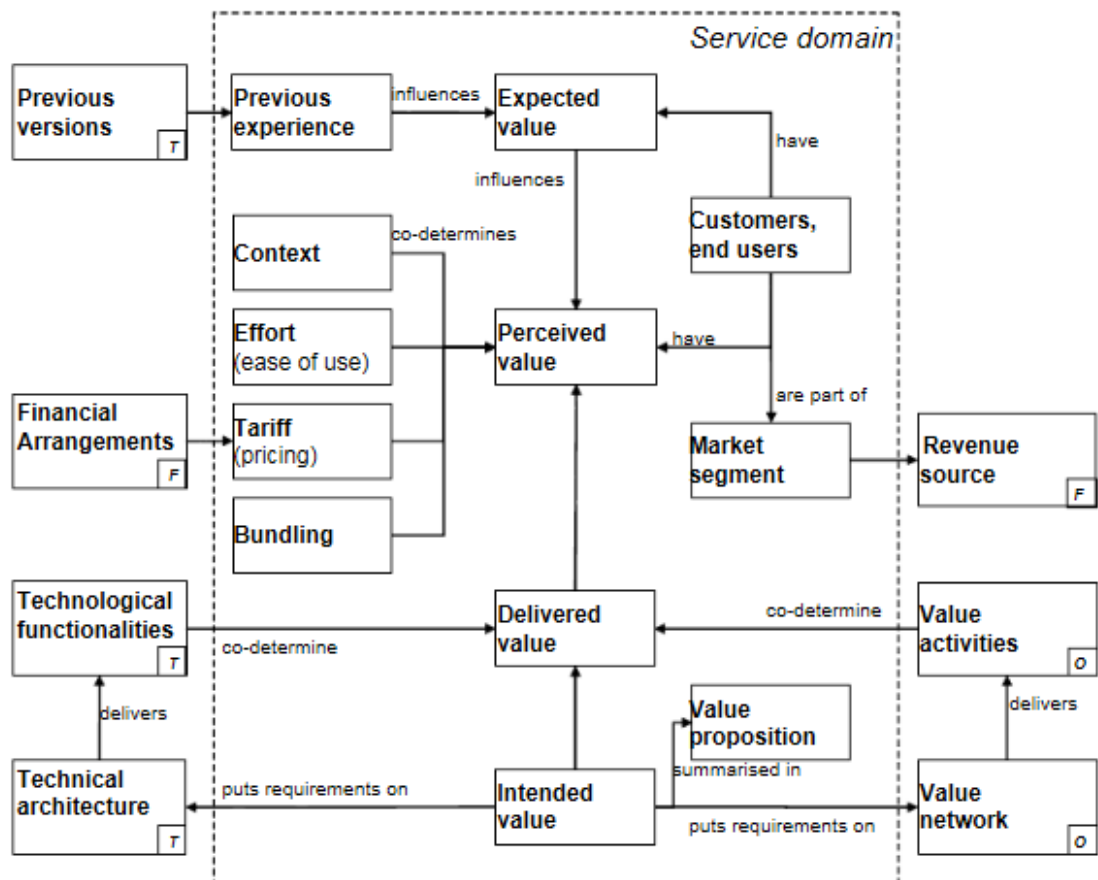 Service domain
Previous
versions
T
Previous
experience
influences
Expected
value
have
influences
Customers,
end users
Context
co-determines
Effort
(ease of use)
Perceived
value
have
are part of
Financial
Arrangements
F
Tariff
(pricing)
Market
segment
Revenue
source
F
Bundling
Technological
functionalities
T
co-determine
Delivered
value
co-determine
Value
activities
O
delivers
Value
proposition
delivers
summarised in
Technical
architecture
T
puts requirements on
Intended
value
puts requirements on
Value
network
O